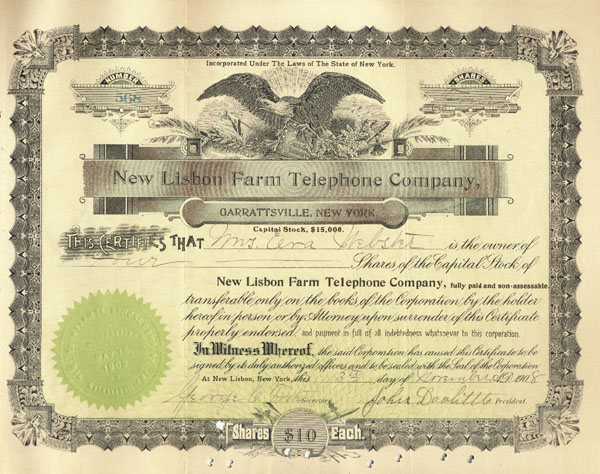 Incorporated Under The Laws of The State of New York.
NUMBER
568
SHARES
New Lisbon Farm Telephone Company,
GARRATTSVILLE, NEW YORK.
Capital Stock, $15,000.
THIS CERTIFIES THAT Mrs. Webster is the owner of
Four Shares of the Capital Stock of
New Lisbon Farm Telephone Company, fully paid and non-assessable
transferable only on the books of the Corporation by the holder
hereof in person or by Attorney upon surrender of this Certificate
properly endorsed and payment in full of all indebtedness whatsoever to this corporation.
In Witness Whereof, the said Corporation has caused this Certificate to be
signed by its duly authorized officers and to be sealed with the Seal of the Corporation
At New Lisbon, New York, this day of A.D. 1918
George John Doolittle President.
Shares $10 Each.